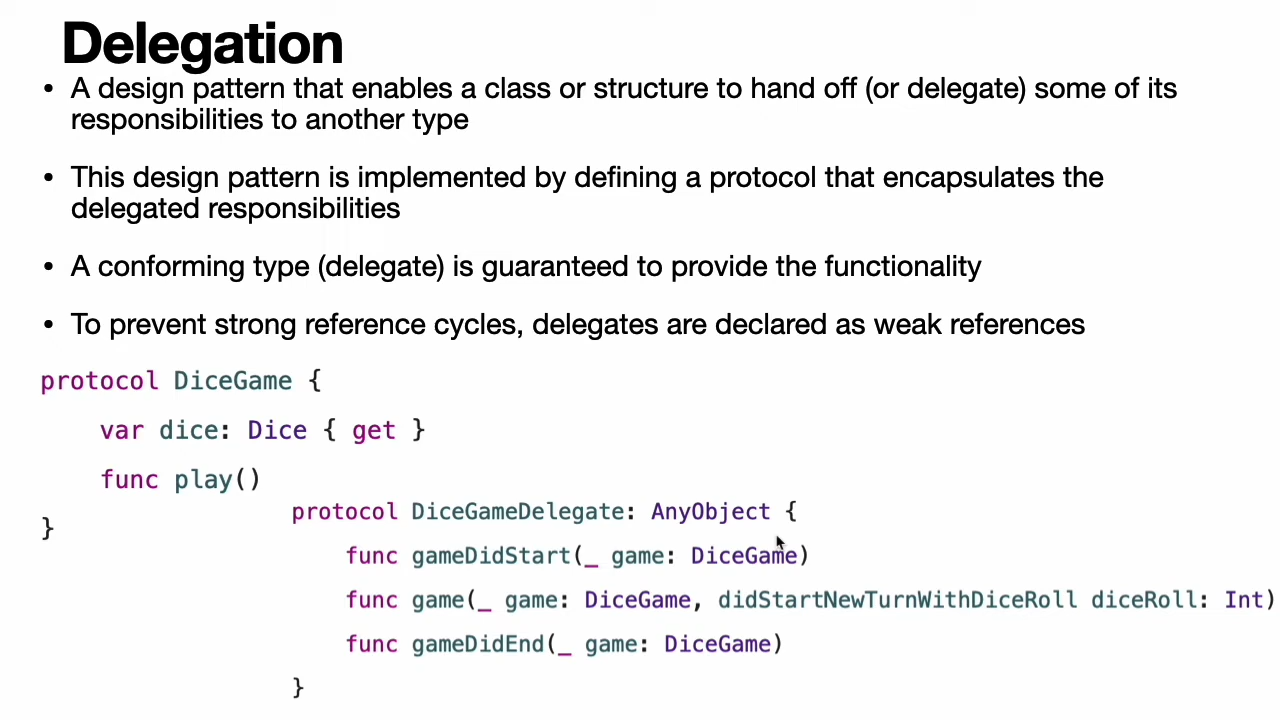 Delegation
• A design pattern that enables a class or structure to hand off (or delegate) some of its
responsibilities to another type
• This design pattern is implemented by defining a protocol that encapsulates the
delegated responsibilities
• A conforming type (delegate) is guaranteed to provide the functionality
• To prevent strong reference cycles, delegates are declared as weak references
protocol DiceGame {
var dice: Dice { get }
func play()
}
protocol DiceGameDelegate: AnyObject {
func gameDidStart(_ game: DiceGame)
func game(_ game: DiceGame, didStartNewTurnWithDiceRoll diceRoll: Int)
func gameDidEnd(_ game: DiceGame)
}